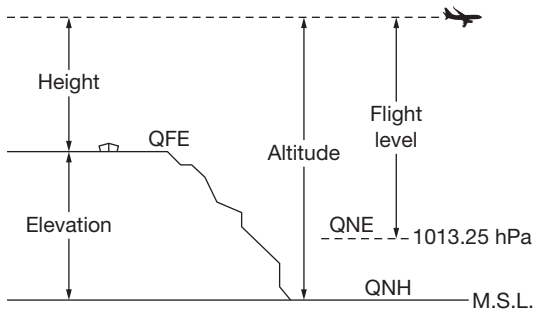 Height
Flight
level
QFE
Altitude
Elevation
QNE
1013.25 hPa
QNH
M.S.L.